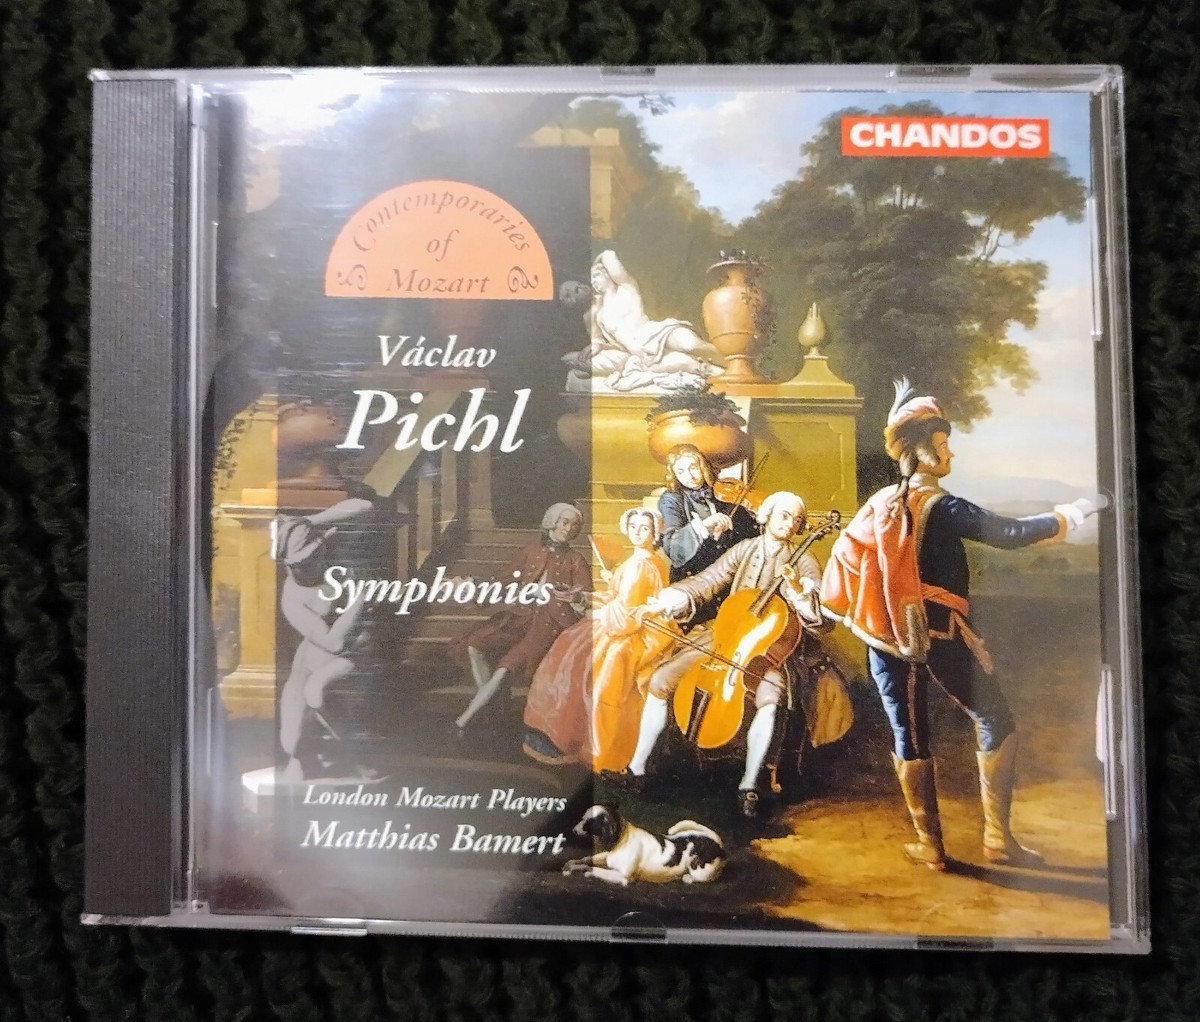 CHANDOS
Contemporaries
of
Mozart
Václav
Pichl
Symphonies
London Mozart Players
Matthias Bamert